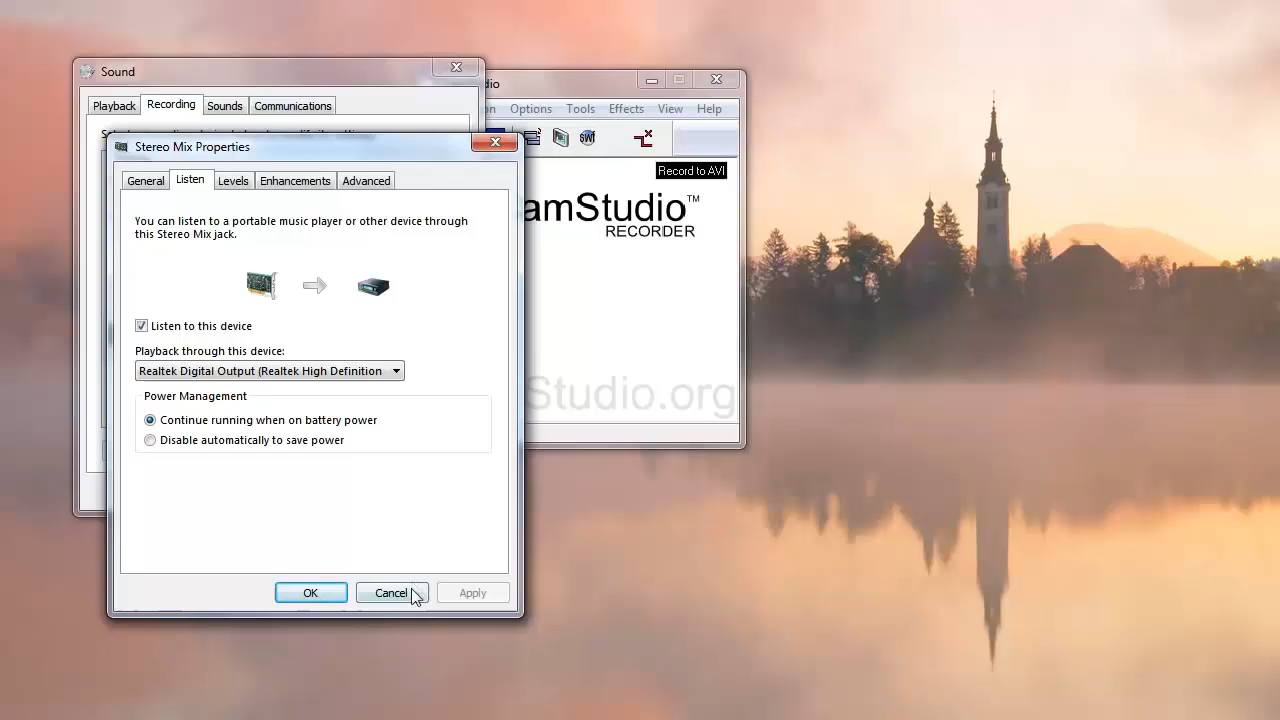 Sound
dio
Playback
Recording
Sounds
Communications
Options
Tools
Effects
View
Help
Stereo Mix Properties
Record to AVI
General
Listen
Levels
Enhancements
Advanced
amStudio™
RECORDER
You can listen to a portable music player or other device through
this Stereo Mix jack.
Listen to this device
Playback through this device:
Realtek Digital Output (Realtek High Definition
Power Management
Studio.org
Continue running when on battery power
Disable automatically to save power
OK
Cancel
Apply